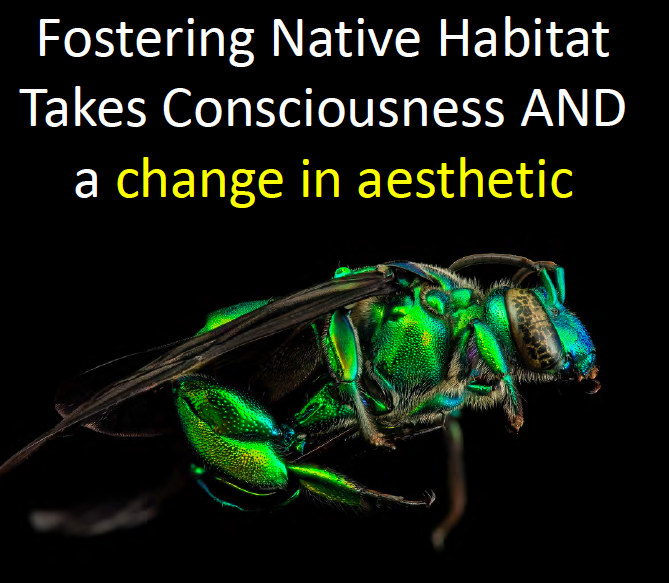 Fostering Native Habitat
Takes Consciousness AND
a change in aesthetic